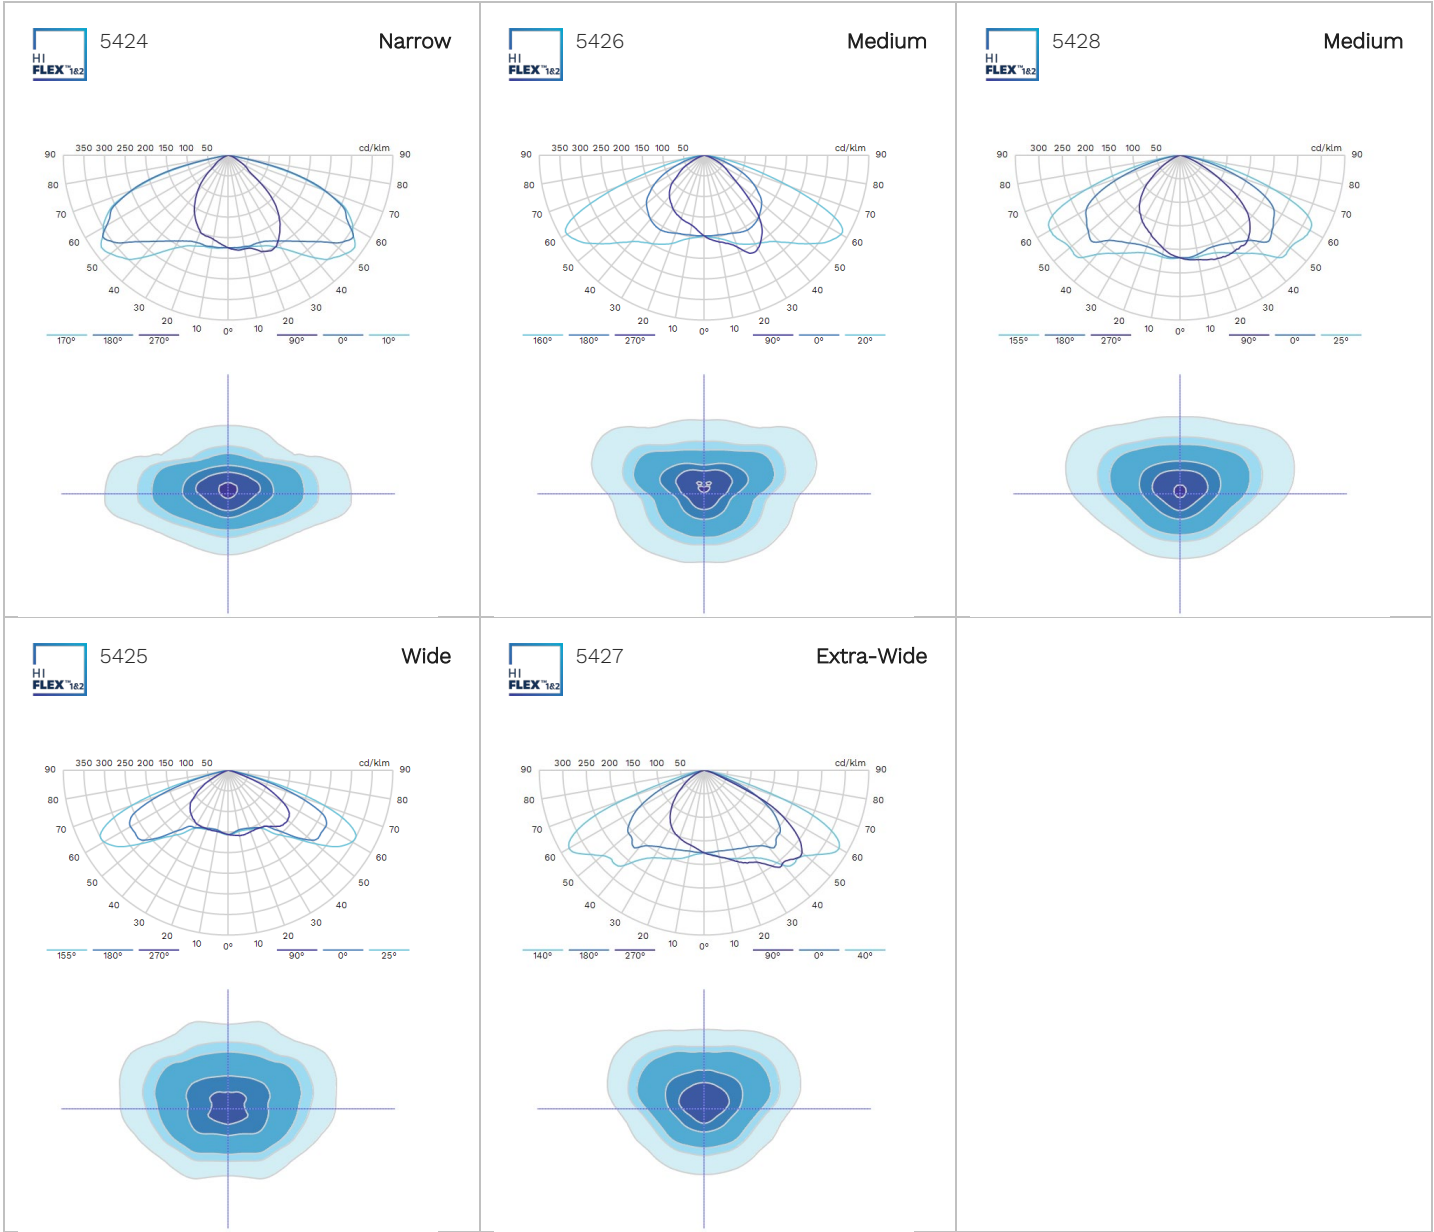 5424 Narrow
HI
FLEX™1&2
350 300 250 200 150 100 50 cd/klm
90 90
80 80
70 70
60 60
50 50
40 40
30 30
20 20
10 0° 10
170° 180° 270° 90° 0° 10°
5426 Medium
HI
FLEX™1&2
350 300 250 200 150 100 50 cd/klm
90 90
80 80
70 70
60 60
50 50
40 40
30 30
20 20
10 0° 10
160° 180° 270° 90° 0° 20°
5428 Medium
HI
FLEX™1&2
300 250 200 150 100 50 cd/klm
90 90
80 80
70 70
60 60
50 50
40 40
30 30
20 20
10 0° 10
155° 180° 270° 90° 0° 25°
5425 Wide
HI
FLEX™1&2
350 300 250 200 150 100 50 cd/klm
90 90
80 80
70 70
60 60
50 50
40 40
30 30
20 20
10 0° 10
155° 180° 270° 90° 0° 25°
5427 Extra-Wide
HI
FLEX™1&2
300 250 200 150 100 50 cd/klm
90 90
80 80
70 70
60 60
50 50
40 40
30 30
20 20
10 0° 10
140° 180° 270° 90° 0° 40°